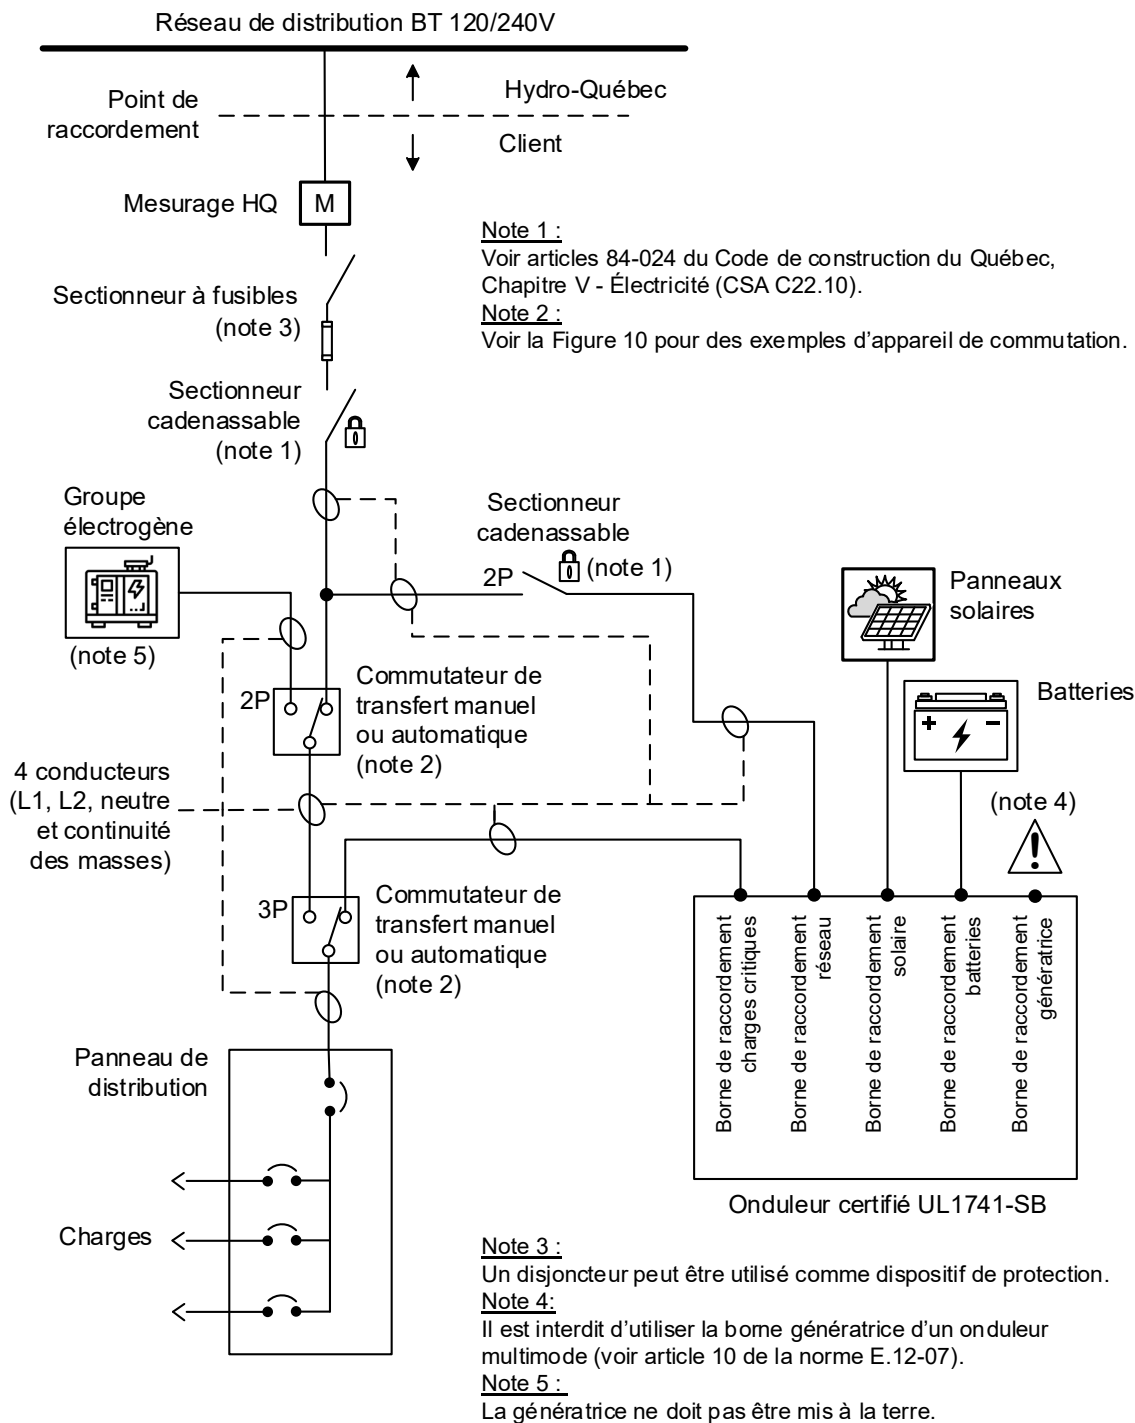 Réseau de distribution BT 120/240V
Point de
raccordement
Hydro-Québec
Client
Mesurage HQ
M
Note 1 :
Voir articles 84-024 du Code de construction du Québec,
Chapitre V - Électricité (CSA C22.10).
Note 2 :
Voir la Figure 10 pour des exemples d'appareil de commutation.
Sectionneur à fusibles
(note 3)
Sectionneur
cadenassable
(note 1)
Groupe
électrogène
(note 5)
Sectionneur
cadenassable
2P
(note 1)
Panneaux
solaires
Batteries
2P
Commutateur de
transfert manuel
ou automatique
(note 2)
4 conducteurs
(L1, L2, neutre
et continuité
des masses)
(note 4)
3P
Commutateur de
transfert manuel
ou automatique
(note 2)
Borne de raccordement
charges critiques
Borne de raccordement
réseau
Borne de raccordement
solaire
Borne de raccordement
batteries
Borne de raccordement
génératrice
Onduleur certifié UL1741-SB
Panneau de
distribution
Charges
Note 3 :
Un disjoncteur peut être utilisé comme dispositif de protection.
Note 4:
Il est interdit d'utiliser la borne génératrice d'un onduleur
multimode (voir article 10 de la norme E.12-07).
Note 5 :
La génératrice ne doit pas être mis à la terre.